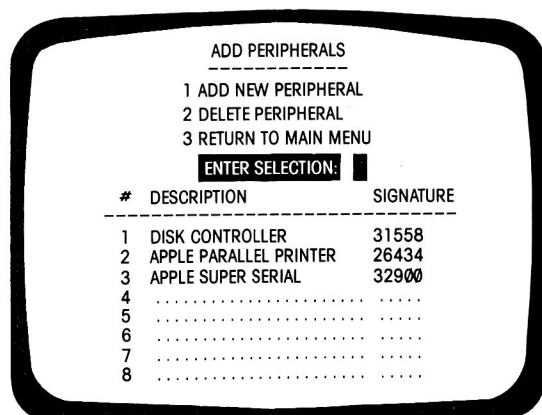 ADD PERIPHERALS
--------------
1 ADD NEW PERIPHERAL
2 DELETE PERIPHERAL
3 RETURN TO MAIN MENU
ENTER SELECTION:
# DESCRIPTION SIGNATURE
----------------------------------
1 DISK CONTROLLER 31558
2 APPLE PARALLEL PRINTER 26434
3 APPLE SUPER SERIAL 32900
4 ...................... .....
5 ...................... .....
6 ...................... .....
7 ...................... .....
8 ...................... .....